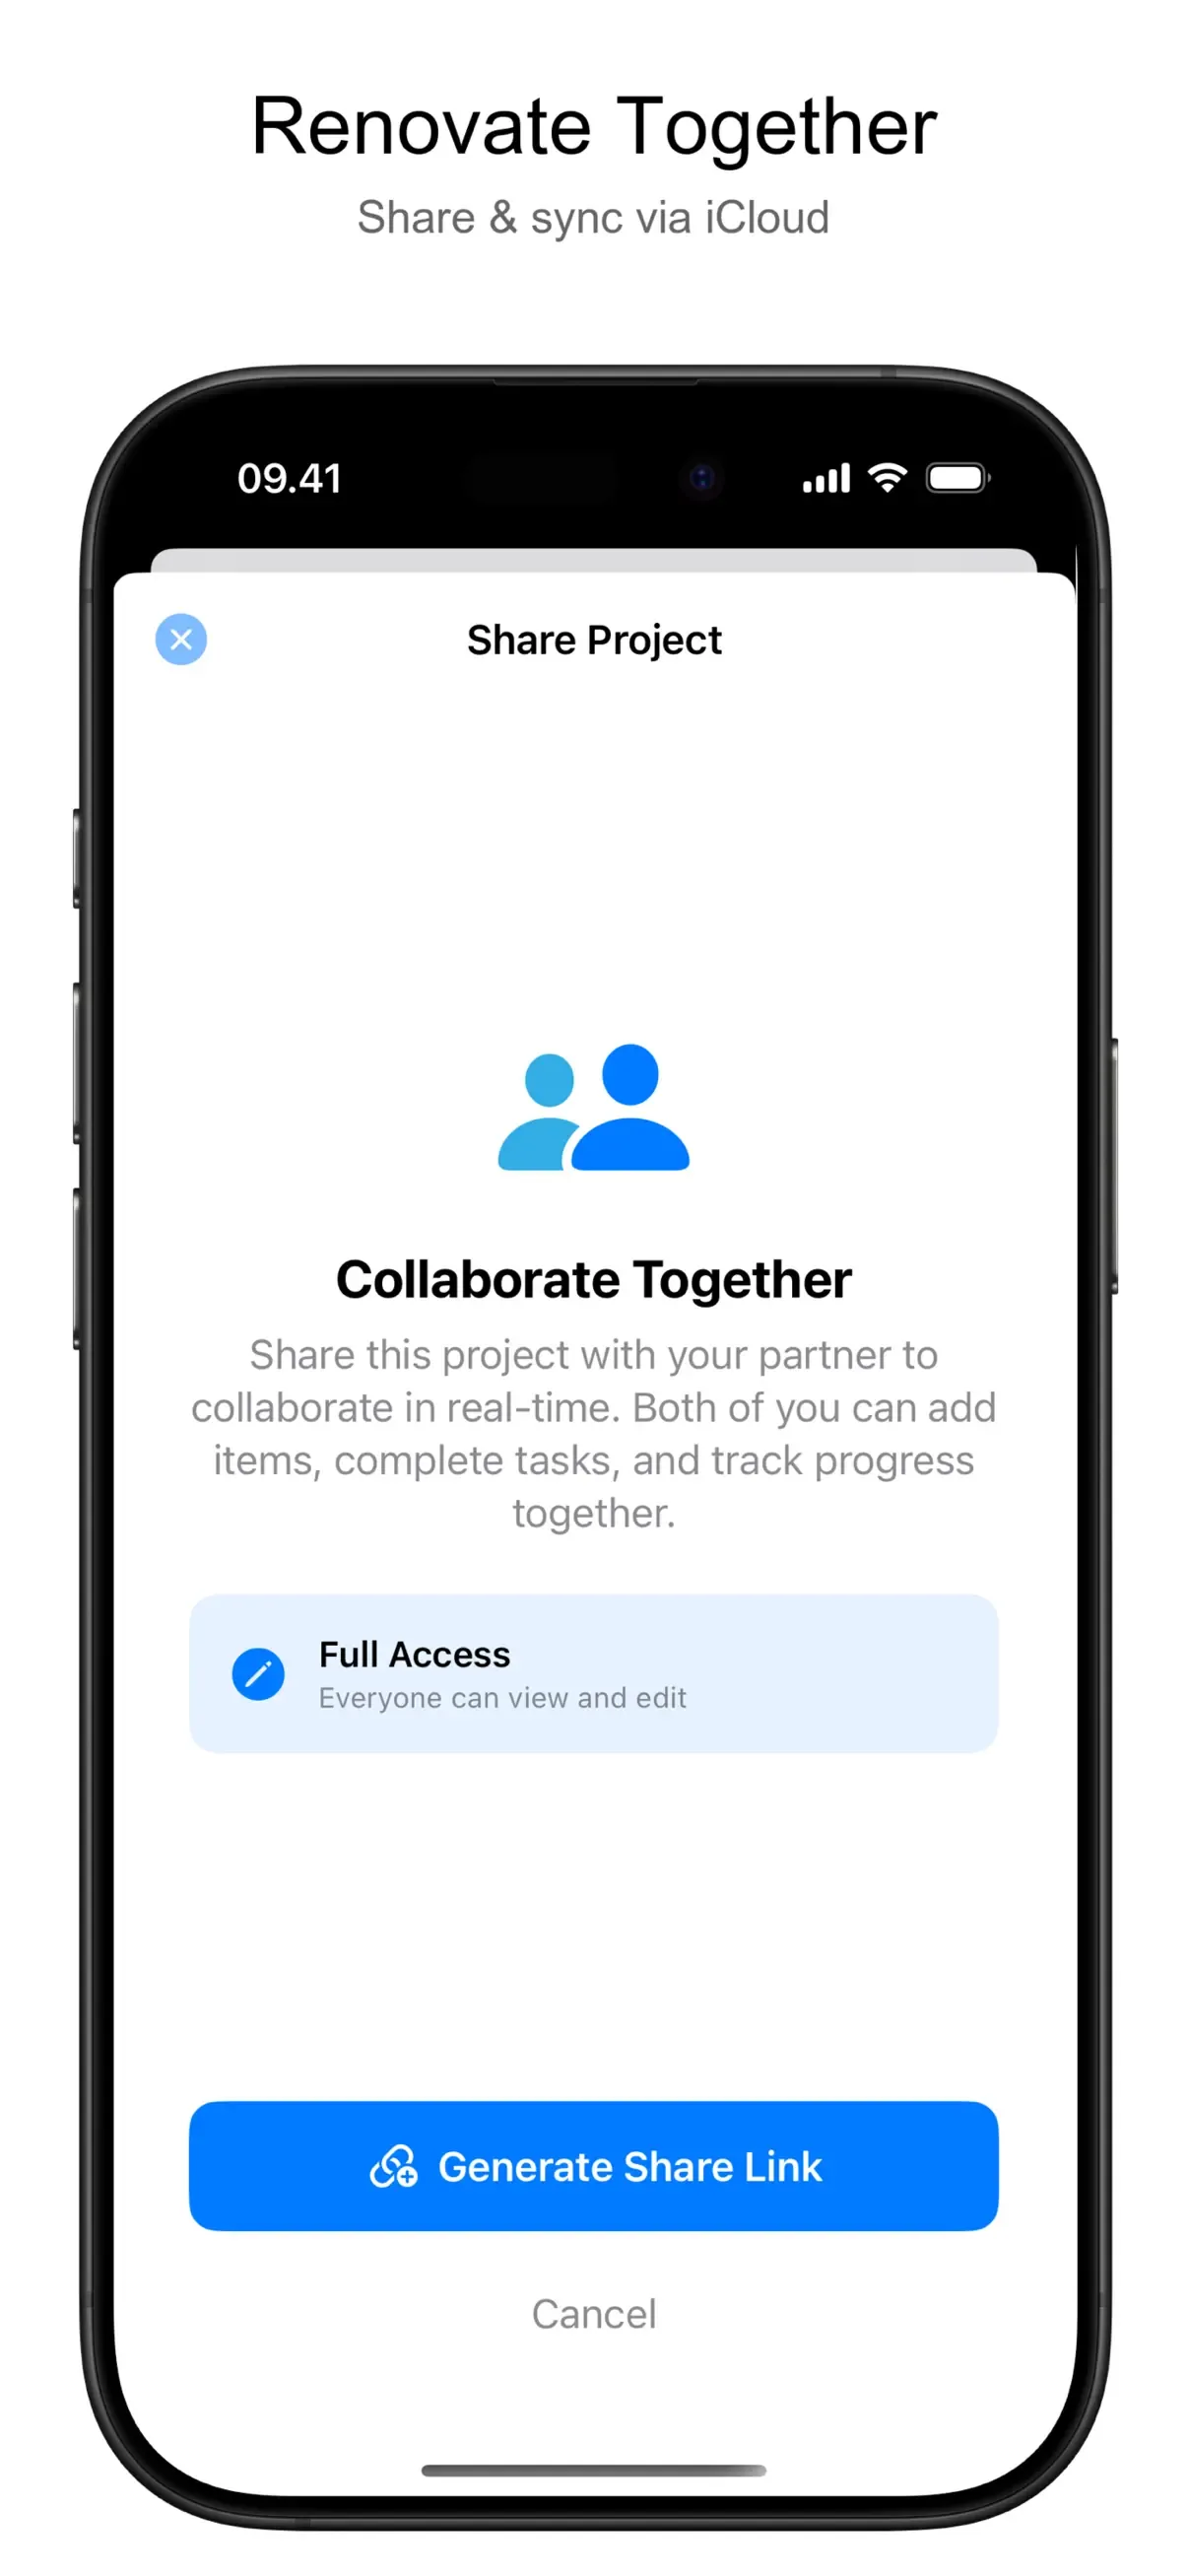 Renovate Together
Share & sync via iCloud
09.41
Share Project
Collaborate Together
Share this project with your partner to
collaborate in real-time. Both of you can add
items, complete tasks, and track progress
together.
Full Access
Everyone can view and edit
Generate Share Link
Cancel